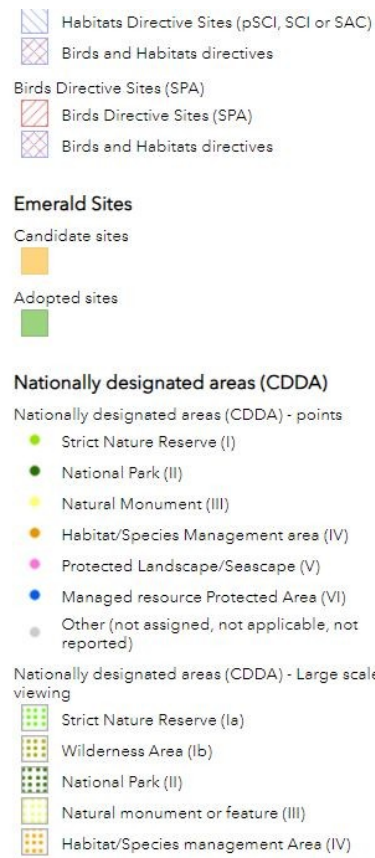 Habitats Directive Sites (pSCI, SCI or SAC)
Birds and Habitats directives
Birds Directive Sites (SPA)
Birds Directive Sites (SPA)
Birds and Habitats directives
Emerald Sites
Candidate sites
Adopted sites
Nationally designated areas (CDDA)
Nationally designated areas (CDDA) - points
Strict Nature Reserve (I)
National Park (II)
Natural Monument (III)
Habitat/Species Management area (IV)
Protected Landscape/Seascape (V)
Managed resource Protected Area (VI)
Other (not assigned, not applicable, not
reported)
Nationally designated areas (CDDA) - Large scale
viewing
Strict Nature Reserve (Ia)
Wilderness Area (Ib)
National Park (II)
Natural monument or feature (III)
Habitat/Species management Area (IV)